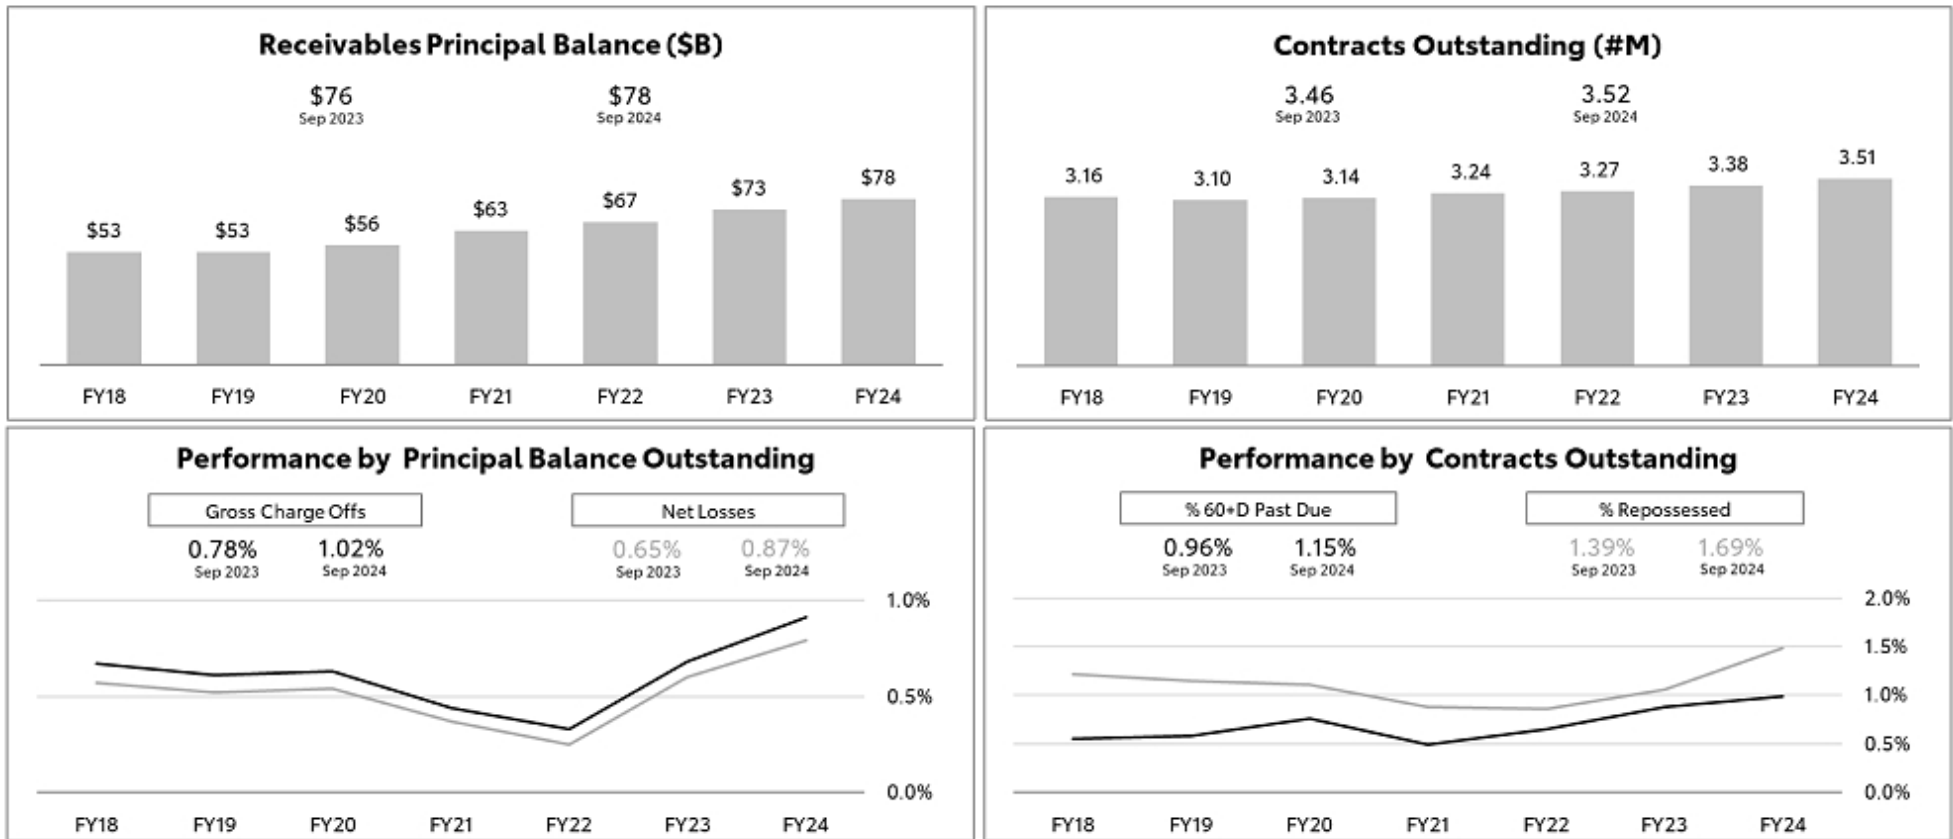 Receivables Principal Balance ($B)
$76 $78
Sep 2023 Sep 2024
$53 $53 $56 $63 $67 $73 $78
FY18 FY19 FY20 FY21 FY22 FY23 FY24
Contracts Outstanding (#M)
3.46 3.52
Sep 2023 Sep 2024
3.16 3.10 3.14 3.24 3.27 3.38 3.51
FY18 FY19 FY20 FY21 FY22 FY23 FY24
Performance by Principal Balance Outstanding
Gross Charge Offs Net Losses
0.78% 1.02% 0.65% 0.87%
Sep 2023 Sep 2024 Sep 2023 Sep 2024
1.0%
0.5%
0.0%
FY18 FY19 FY20 FY21 FY22 FY23 FY24
Performance by Contracts Outstanding
% 60+D Past Due % Repossessed
0.96% 1.15% 1.39% 1.69%
Sep 2023 Sep 2024 Sep 2023 Sep 2024
2.0%
1.5%
1.0%
0.5%
0.0%
FY18 FY19 FY20 FY21 FY22 FY23 FY24